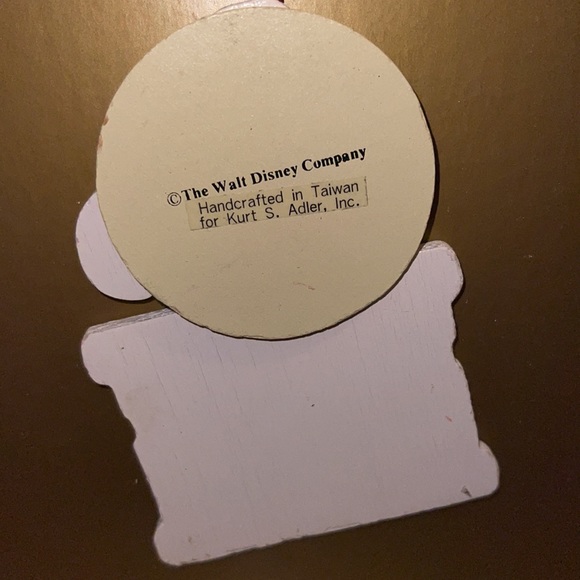 ©The Walt Disney Company
Handcrafted in Taiwan
for Kurt S. Adler, Inc.